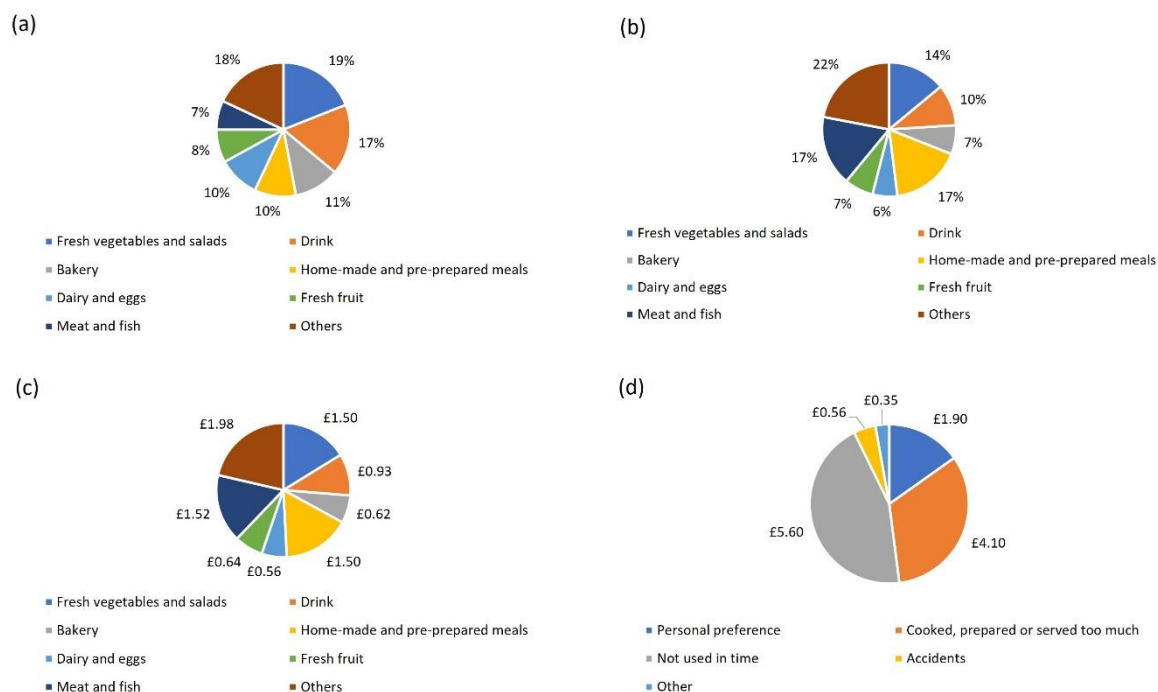 (a)
18%
19%
7%
8%
17%
10%
10%
11%
Fresh vegetables and salads
Drink
Bakery
Home-made and pre-prepared meals
Dairy and eggs
Fresh fruit
Meat and fish
Others
(b)
22%
14%
10%
17%
7%
7%
6%
17%
Fresh vegetables and salads
Drink
Bakery
Home-made and pre-prepared meals
Dairy and eggs
Fresh fruit
Meat and fish
Others
(c)
£1.98
£1.50
£0.93
£1.52
£0.62
£0.64
£0.56
£1.50
Fresh vegetables and salads
Drink
Bakery
Home-made and pre-prepared meals
Dairy and eggs
Fresh fruit
Meat and fish
Others
(d)
£0.56
£0.35
£1.90
£5.60
£4.10
Personal preference
Cooked, prepared or served too much
Not used in time
Accidents
Other